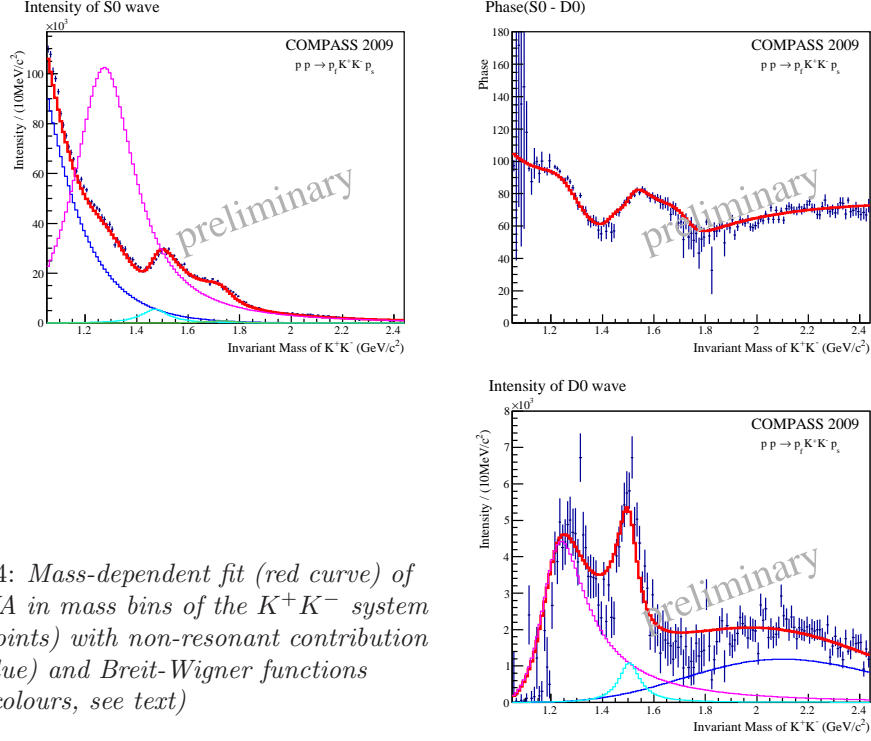 Intensity of S0 wave
×10³
COMPASS 2009
p p → p_f K⁺K⁻ p_s
preliminary
Intensity / (10MeV/c²)
100
80
60
40
20
0
1.2 1.4 1.6 1.8 2 2.2 2.4
Invariant Mass of K⁺K⁻ (GeV/c²)
Phase(S0 - D0)
COMPASS 2009
p p → p_f K⁺K⁻ p_s
preliminary
Phase
180
160
140
120
100
80
60
40
20
0
1.2 1.4 1.6 1.8 2 2.2 2.4
Invariant Mass of K⁺K⁻ (GeV/c²)
Intensity of D0 wave
×10³
COMPASS 2009
p p → p_f K⁺K⁻ p_s
preliminary
Intensity / (10MeV/c²)
8
7
6
5
4
3
2
1
0
1.2 1.4 1.6 1.8 2 2.2 2.4
Invariant Mass of K⁺K⁻ (GeV/c²)
4: Mass-dependent fit (red curve) of
A in mass bins of the K⁺K⁻ system
oints) with non-resonant contribution
lue) and Breit-Wigner functions
colours, see text)